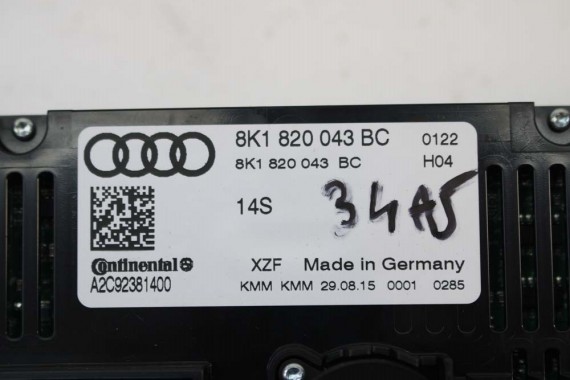 8K1 820 043 BC 0122
8K1 820 043 BC H04
14S 34A5
Continental
XZF Made in Germany
A2C92381400 KMM KMM 29.08.15 0001 0285